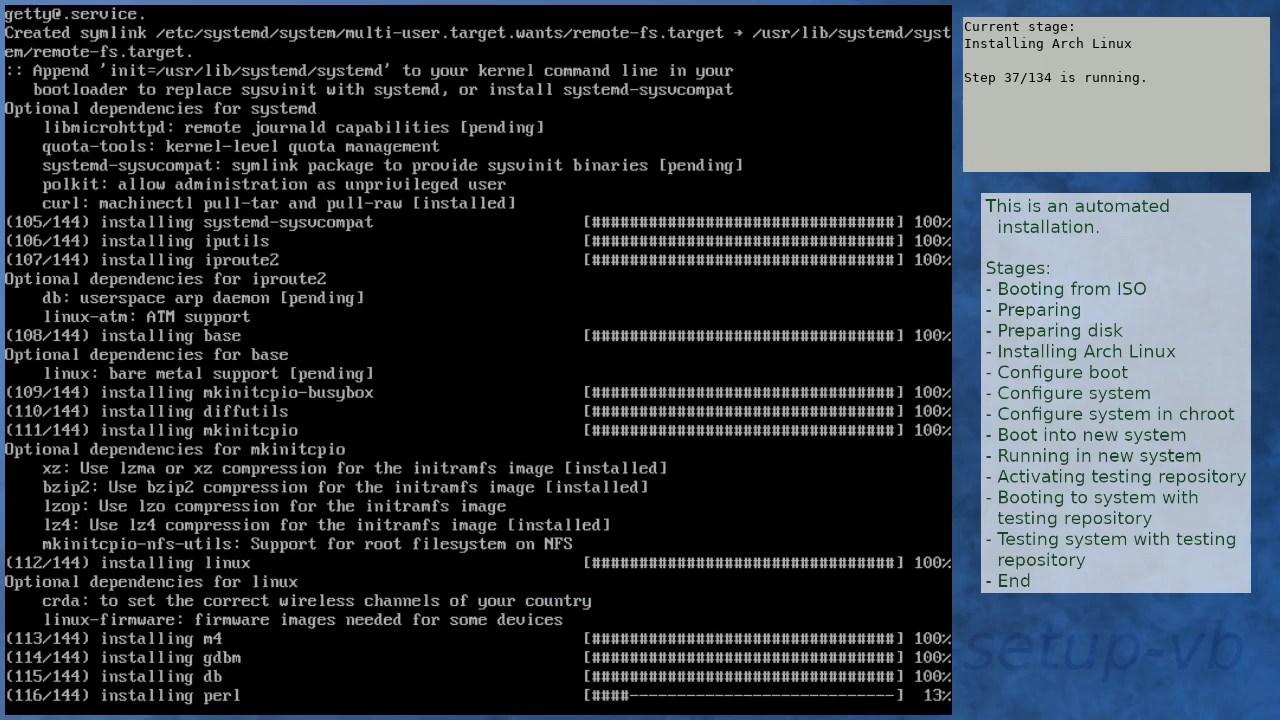 getty@.service.
Created symlink /etc/systemd/system/multi-user.target.wants/remote-fs.target → /usr/lib/systemd/syst
em/remote-fs.target.
:: Append 'init=/usr/lib/systemd/systemd' to your kernel command line in your
   bootloader to replace sysvinit with systemd, or install systemd-sysvcompat
Optional dependencies for systemd
    libmicrohttpd: remote journald capabilities [pending]
    quota-tools: kernel-level quota management
    systemd-sysvcompat: symlink package to provide sysvinit binaries [pending]
    polkit: allow administration as unprivileged user
    curl: machinectl pull-tar and pull-raw [installed]
(105/144) installing systemd-sysvcompat [################################] 100%
(106/144) installing iputils [################################] 100%
(107/144) installing iproute2 [################################] 100%
Optional dependencies for iproute2
    db: userspace arp daemon [pending]
    linux-atm: ATM support
(108/144) installing base [################################] 100%
Optional dependencies for base
    linux: bare metal support [pending]
(109/144) installing mkinitcpio-busybox [################################] 100%
(110/144) installing diffutils [################################] 100%
(111/144) installing mkinitcpio [################################] 100%
Optional dependencies for mkinitcpio
    xz: Use lzma or xz compression for the initramfs image [installed]
    bzip2: Use bzip2 compression for the initramfs image [installed]
    lzop: Use lzo compression for the initramfs image
    lz4: Use lz4 compression for the initramfs image [installed]
    mkinitcpio-nfs-utils: Support for root filesystem on NFS
(112/144) installing linux [################################] 100%
Optional dependencies for linux
    crda: to set the correct wireless channels of your country
    linux-firmware: firmware images needed for some devices
(113/144) installing m4 [################################] 100%
(114/144) installing gdbm [################################] 100%
(115/144) installing db [################################] 100%
(116/144) installing perl [####----------------------------] 13%
Current stage:
Installing Arch Linux
Step 37/134 is running.
This is an automated
installation.
Stages:
- Booting from ISO
- Preparing
- Preparing disk
- Installing Arch Linux
- Configure boot
- Configure system
- Configure system in chroot
- Boot into new system
- Running in new system
- Activating testing repository
- Booting to system with
testing repository
- Testing system with testing
repository
- End
setup-vb